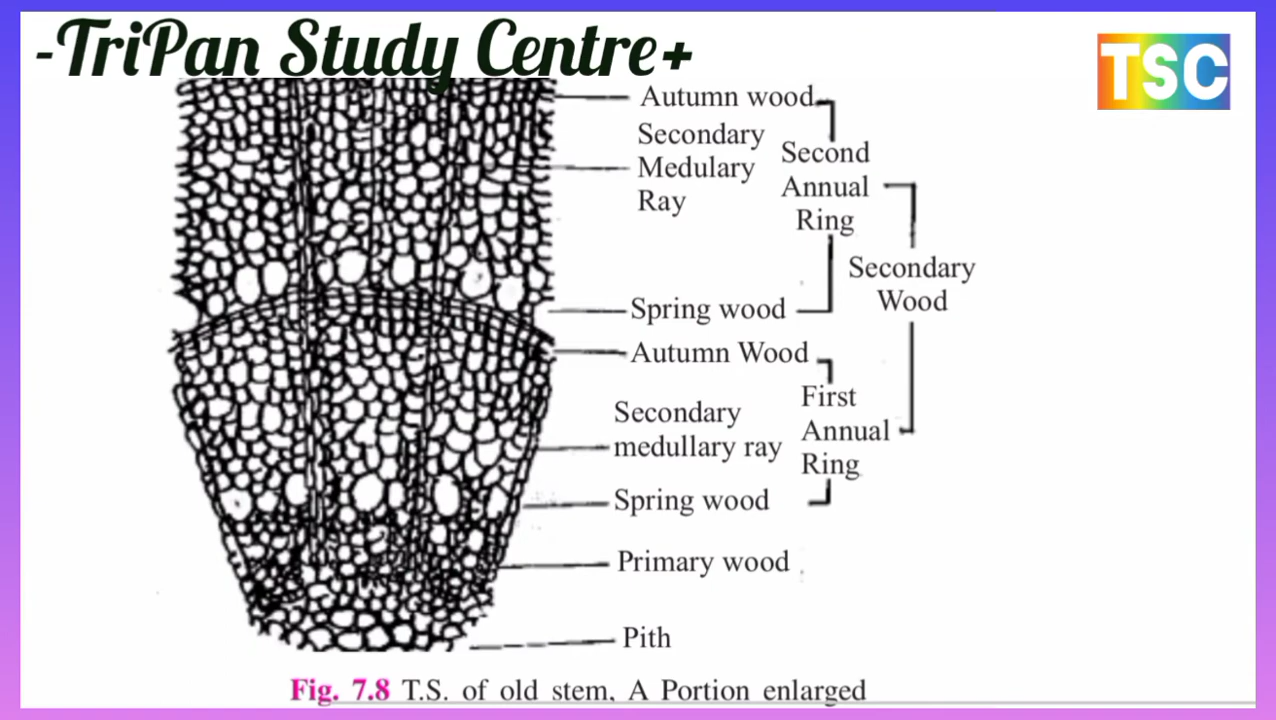 -TriPan Study Centre+
TSC
Autumn wood
Secondary
Medulary
Ray
Second
Annual
Ring
Secondary
Wood
Spring wood
Autumn Wood
First
Annual
Ring
Secondary
medullary ray
Spring wood
Primary wood
Pith
Fig. 7.8 T.S. of old stem, A Portion enlarged